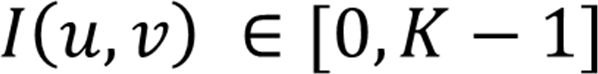 I(u, v) ∈ [0, K − 1]